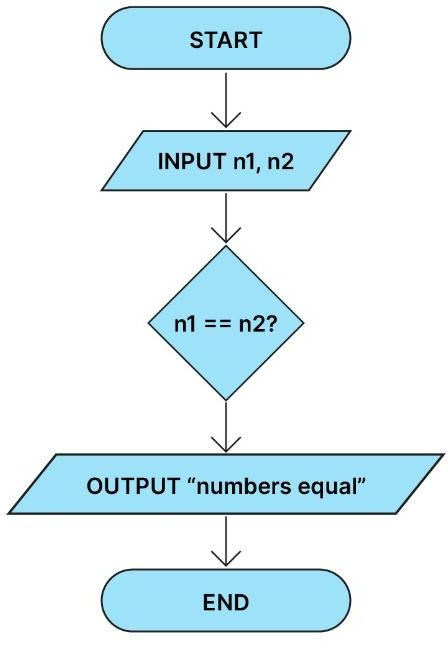 START
INPUT n1, n2
n1 == n2?
OUTPUT “numbers equal”
END